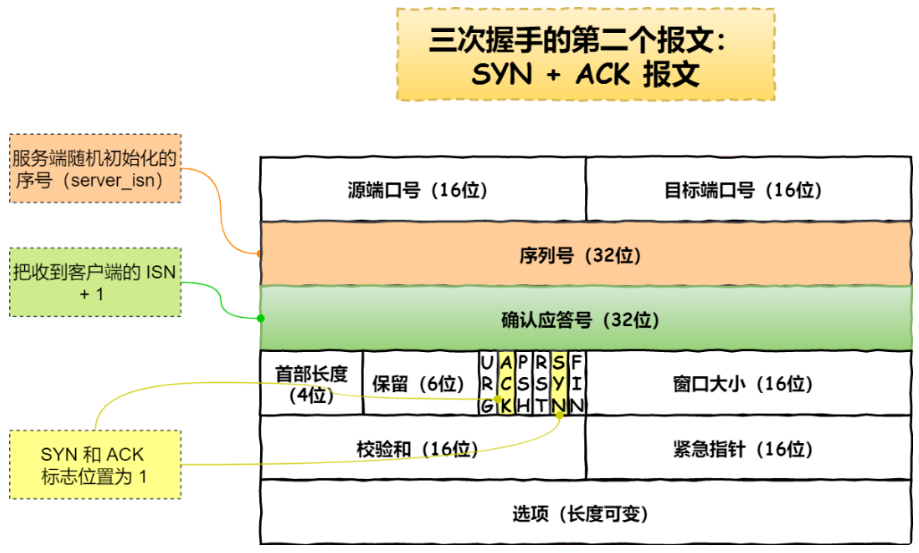 三次握手的第二个报文：
SYN + ACK 报文
服务端随机初始化的
序号（server_isn）
源端口号（16位）
目标端口号（16位）
序列号（32位）
把收到客户端的 ISN
+ 1
确认应答号（32位）
首部长度
（4位）
保留（6位）
URG
ACK
PSH
RST
SYN
FIN
窗口大小（16位）
SYN 和 ACK
标志位置为 1
校验和（16位）
紧急指针（16位）
选项（长度可变）